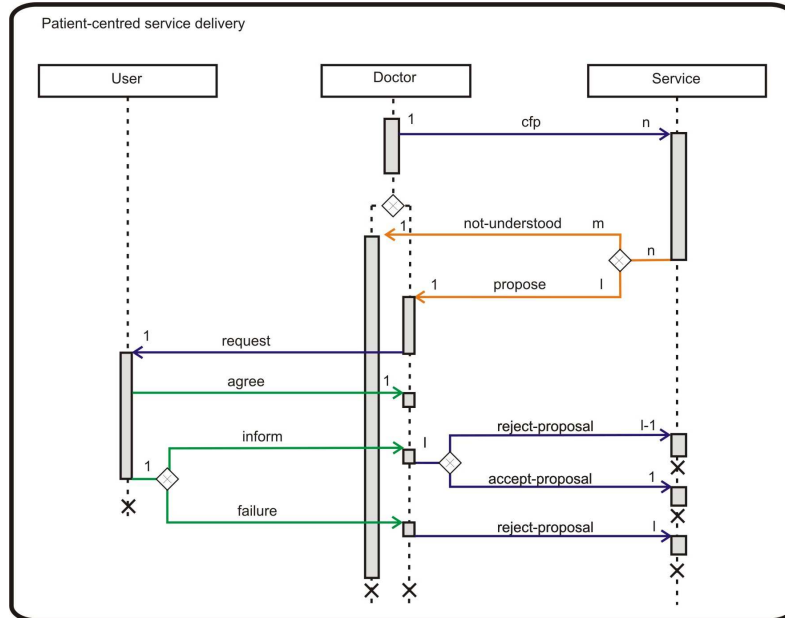 Patient-centred service delivery
User Doctor Service
1 cfp n
1 not-understood m
n
1 propose l
1 request
agree 1
reject-proposal l-1
inform l
1
accept-proposal 1
failure
reject-proposal l